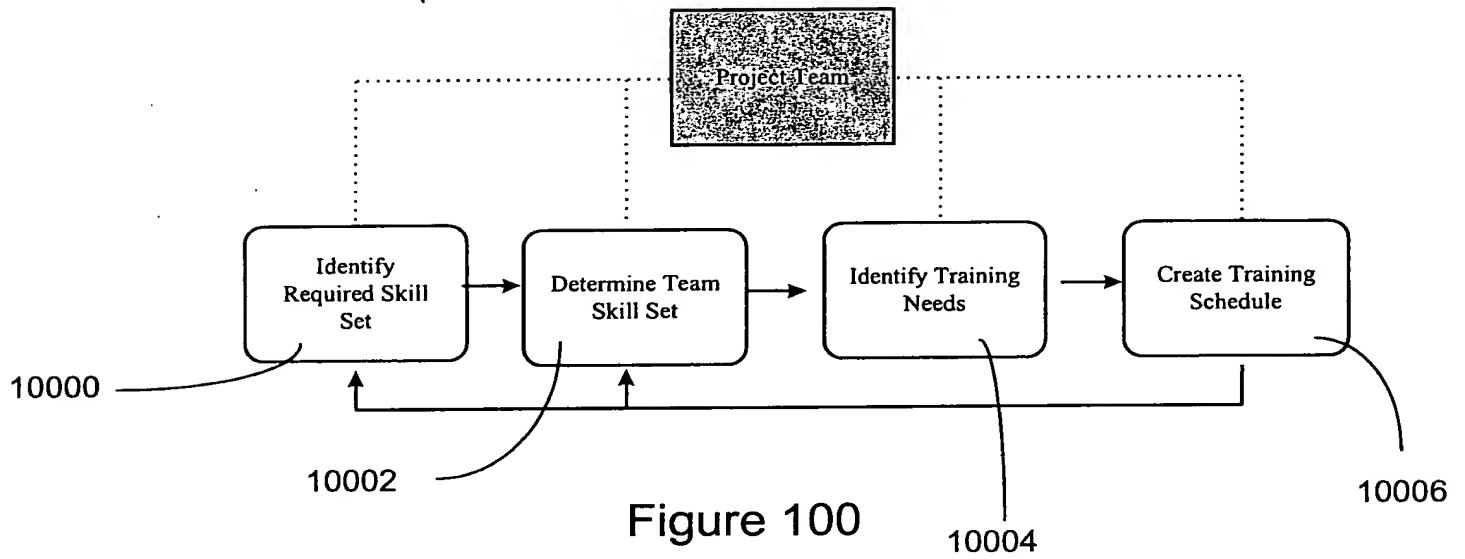 Project Team
Identify
Required Skill
Set
Determine Team
Skill Set
Identify Training
Needs
Create Training
Schedule
10000
10002
10004
10006
Figure 100